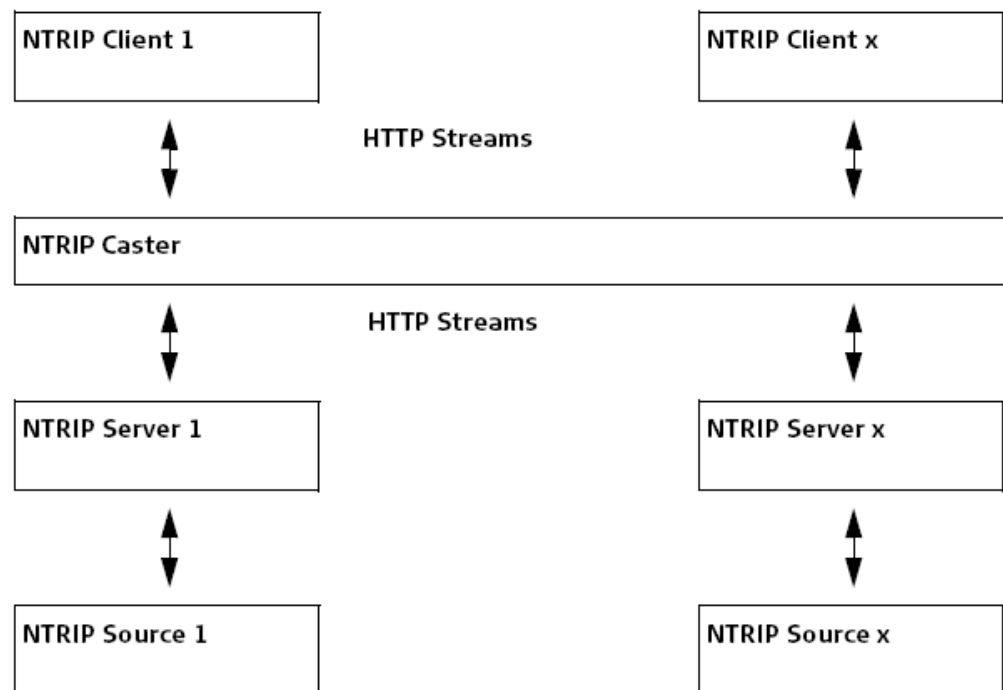 NTRIP Client 1
NTRIP Client x
HTTP Streams
NTRIP Caster
HTTP Streams
NTRIP Server 1
NTRIP Server x
NTRIP Source 1
NTRIP Source x